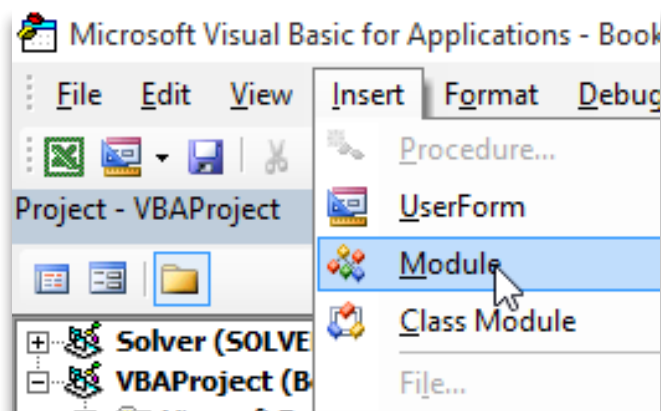 Microsoft Visual Basic for Applications - Book
File Edit View Insert Format Debug
Procedure...
Project - VBAProject
UserForm
Module
Class Module
Solver (SOLVE
VBAProject (B
File...